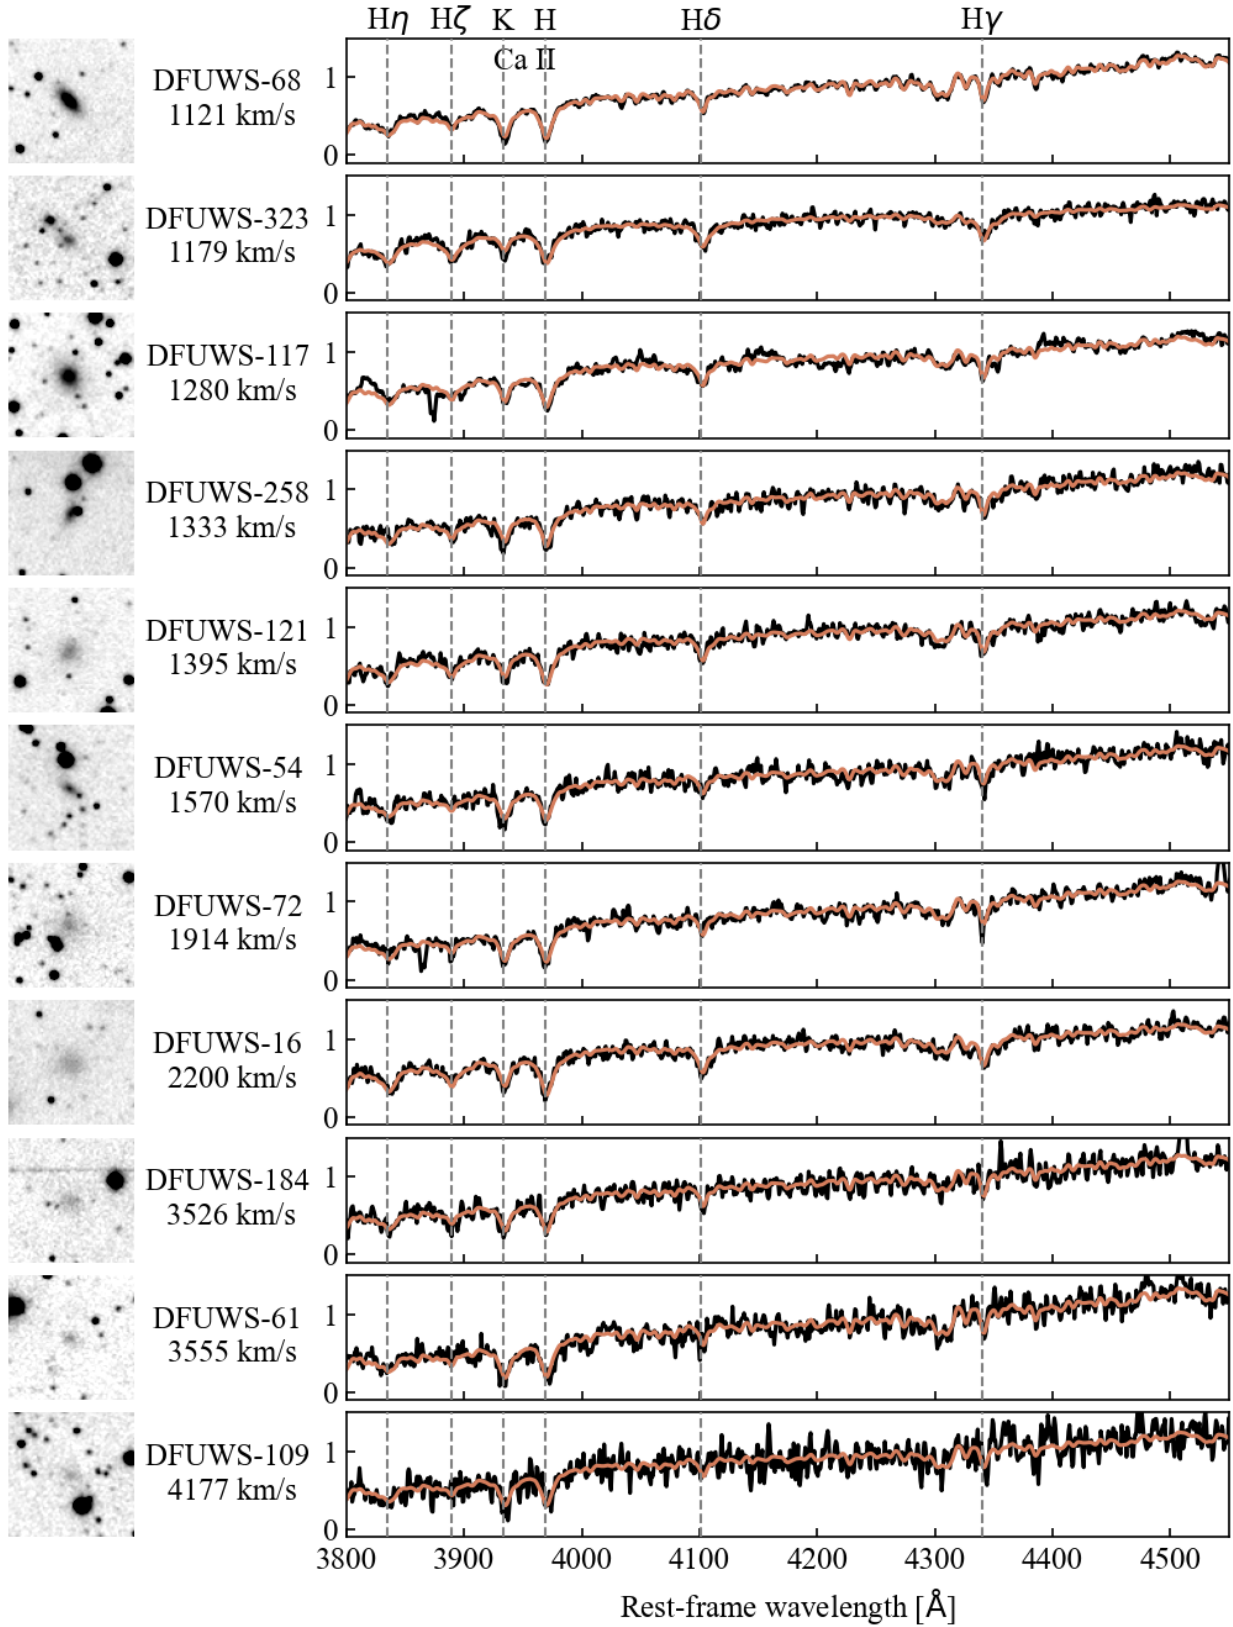 Hη Hζ K H Hδ Hγ
Ca II
DFUWS-68
1121 km/s
1
0
DFUWS-323
1179 km/s
1
0
DFUWS-117
1280 km/s
1
0
DFUWS-258
1333 km/s
1
0
DFUWS-121
1395 km/s
1
0
DFUWS-54
1570 km/s
1
0
DFUWS-72
1914 km/s
1
0
DFUWS-16
2200 km/s
1
0
DFUWS-184
3526 km/s
1
0
DFUWS-61
3555 km/s
1
0
DFUWS-109
4177 km/s
1
0
3800 3900 4000 4100 4200 4300 4400 4500
Rest-frame wavelength [Å]